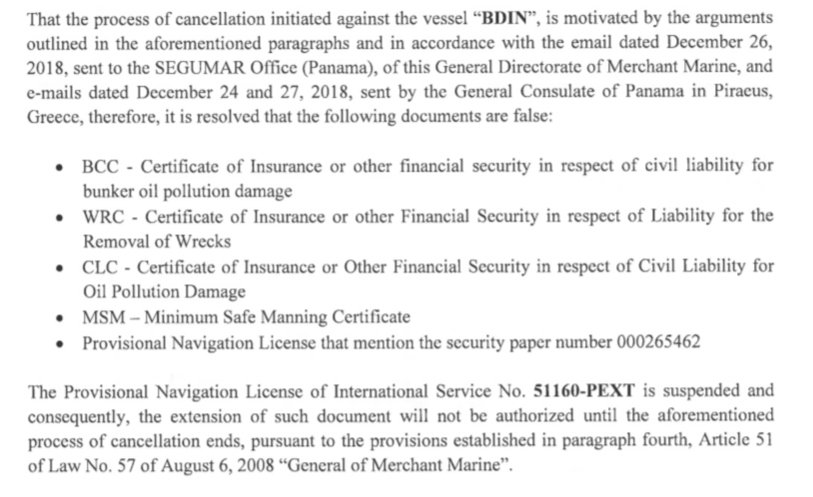 That the process of cancellation initiated against the vessel “BDIN”, is motivated by the arguments
outlined in the aforementioned paragraphs and in accordance with the email dated December 26,
2018, sent to the SEGUMAR Office (Panama), of this General Directorate of Merchant Marine, and
e-mails dated December 24 and 27, 2018, sent by the General Consulate of Panama in Piraeus,
Greece, therefore, it is resolved that the following documents are false:
• BCC - Certificate of Insurance or other financial security in respect of civil liability for
bunker oil pollution damage
• WRC - Certificate of Insurance or other Financial Security in respect of Liability for the
Removal of Wrecks
• CLC - Certificate of Insurance or Other Financial Security in respect of Civil Liability for
Oil Pollution Damage
• MSM – Minimum Safe Manning Certificate
• Provisional Navigation License that mention the security paper number 000265462
The Provisional Navigation License of International Service No. 51160-PEXT is suspended and
consequently, the extension of such document will not be authorized until the aforementioned
process of cancellation ends, pursuant to the provisions established in paragraph fourth, Article 51
of Law No. 57 of August 6, 2008 “General of Merchant Marine”.